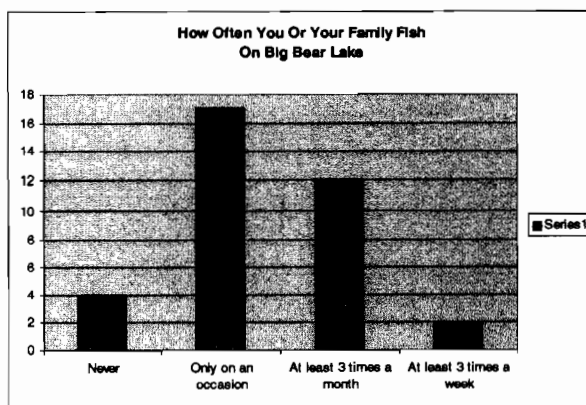 How Often You Or Your Family Fish
On Big Bear Lake
18
16
14
12
10
8
6
4
2
0
Never
Only on an
occasion
At least 3 times a
month
At least 3 times a
week
Series1